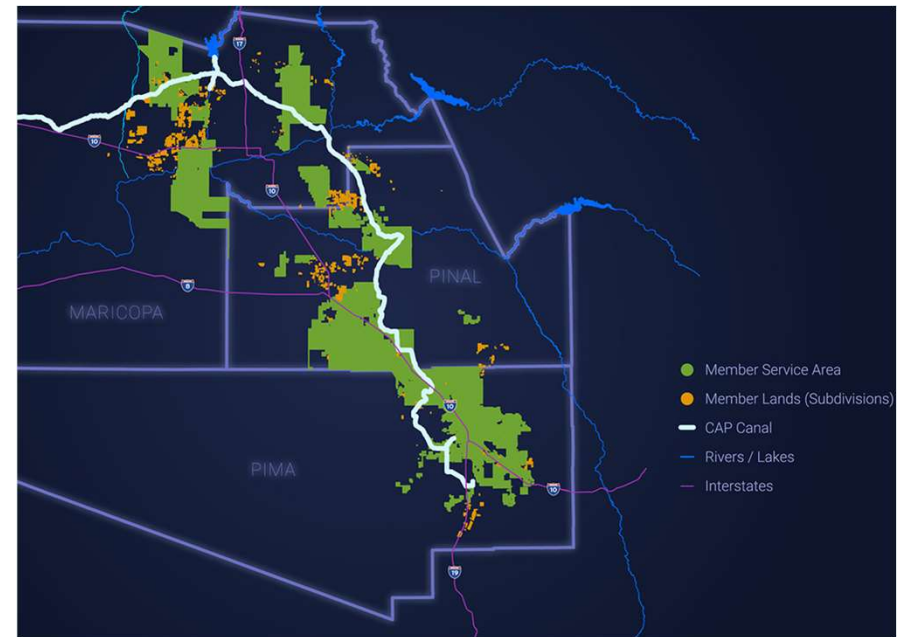 17
10
10
8
PINAL
MARICOPA
Member Service Area
Member Lands (Subdivisions)
10
CAP Canal
Rivers / Lakes
PIMA
Interstates
10
19